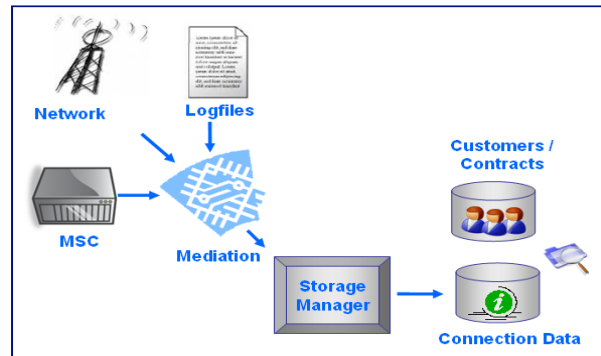 Network
Logfiles
MSC
Mediation
Storage
Manager
Customers /
Contracts
Connection Data